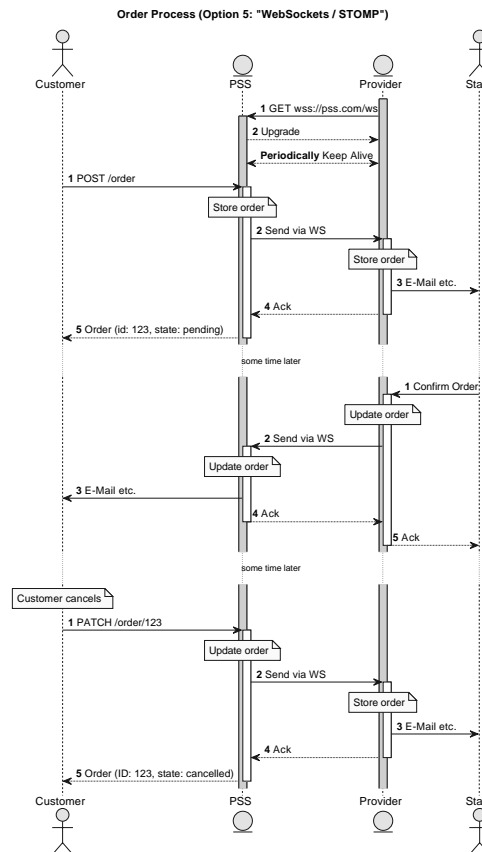 Order Process (Option 5: "WebSockets / STOMP")
Customer
PSS
Provider
Sta
1 GET wss://pss.com/ws
2 Upgrade
Periodically Keep Alive
1 POST /order
Store order
2 Send via WS
Store order
3 E-Mail etc.
4 Ack
5 Order (id: 123, state: pending)
some time later
1 Confirm Order
Update order
2 Send via WS
Update order
3 E-Mail etc.
4 Ack
5 Ack
some time later
Customer cancels
1 PATCH /order/123
Update order
2 Send via WS
Store order
3 E-Mail etc.
4 Ack
5 Order (ID: 123, state: cancelled)
Customer
PSS
Provider
Sta